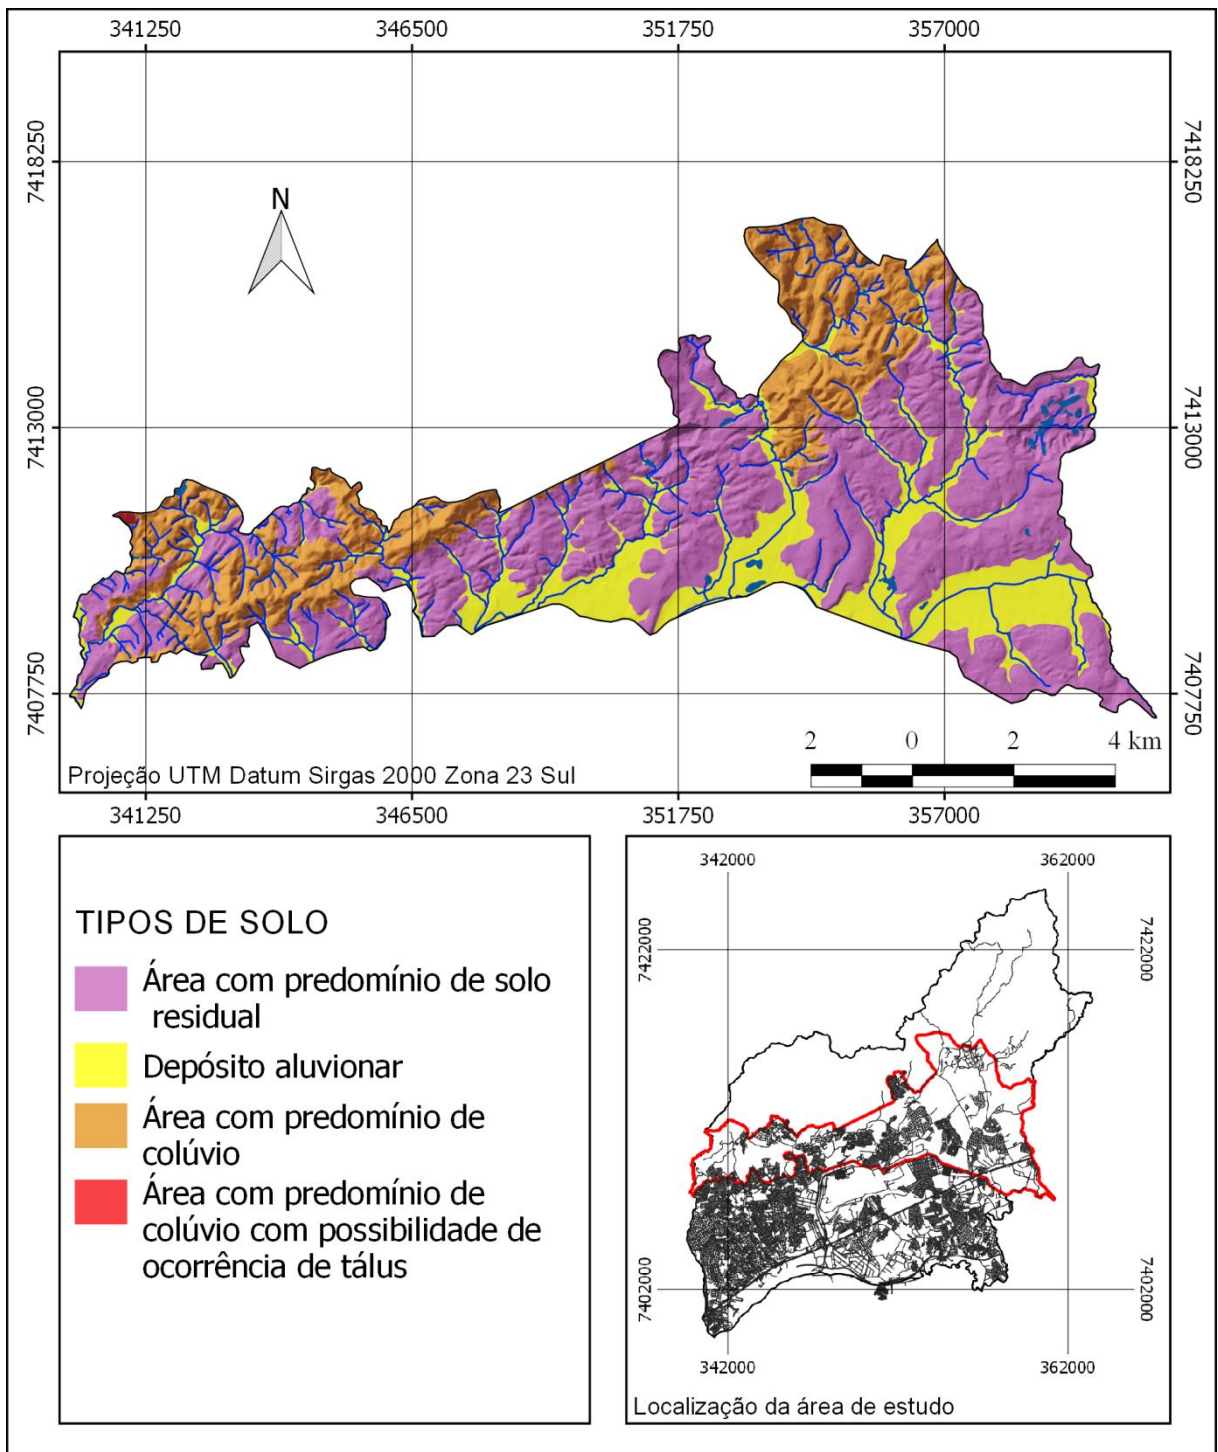 341250 346500 351750 357000
7418250 7418250
N
7413000 7413000
7407750 7407750
2 0 2 4 km
Projeção UTM Datum Sirgas 2000 Zona 23 Sul
341250 346500 351750 357000
TIPOS DE SOLO
Área com predomínio de solo
residual
Depósito aluvionar
Área com predomínio de
colúvio
Área com predomínio de
colúvio com possibilidade de
ocorrência de tálus
342000 362000
7422000 7422000
7402000 7402000
342000 362000
Localização da área de estudo